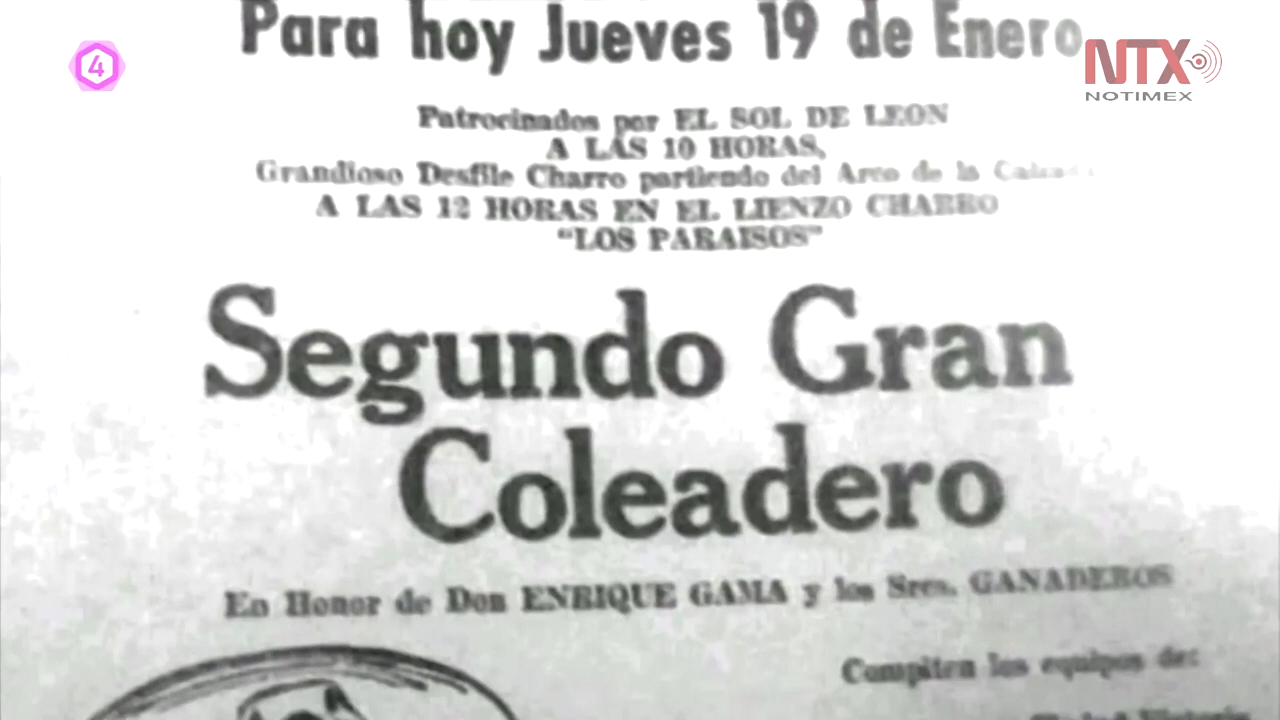 Para hoy Jueves 19 de Enero
4
NTX
NOTIMEX
Patrocinados por EL SOL DE LEON
A LAS 10 HORAS,
Grandioso Desfile Charro partiendo del Arco de la
A LAS 12 HORAS EN EL LIENZO CHARRO
"LOS PARAISOS"
Segundo Gran
Coleadero
En Honor de Don ENRIQUE GAMA y los Sres. GANADEROS
Compiten los equipos de: